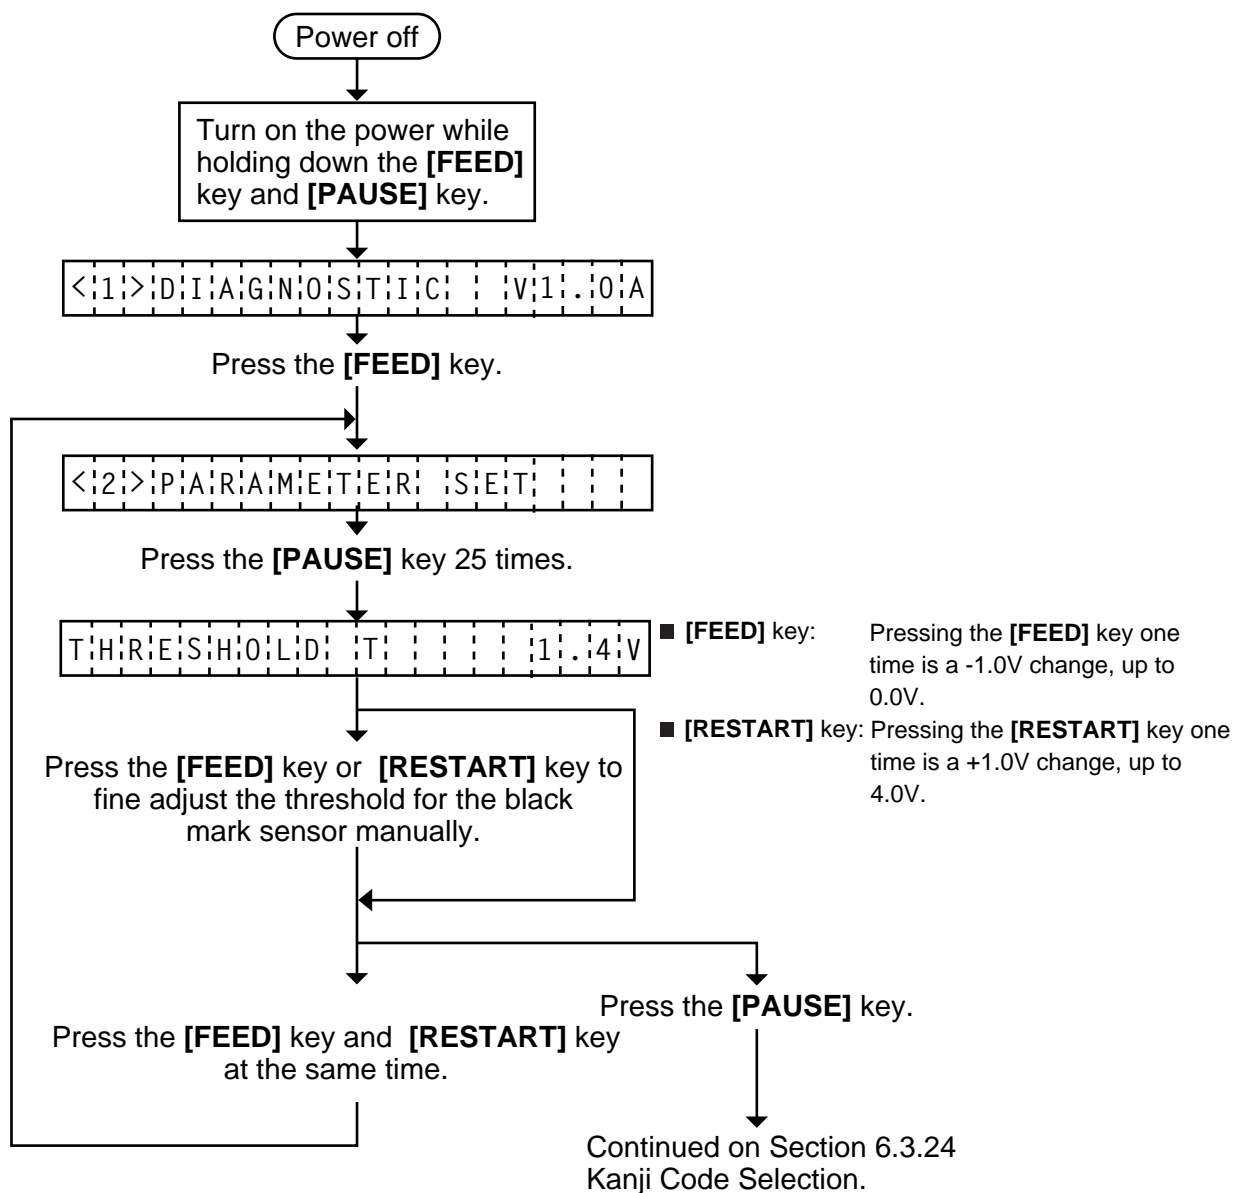 Power off
Turn on the power while
holding down the [FEED]
key and [PAUSE] key.
<1>DIAGNOSTIC  V1.0A
Press the [FEED] key.
<2>PARAMETER SET
Press the [PAUSE] key 25 times.
THRESHOLD T     1.4V
■ [FEED] key: Pressing the [FEED] key one
time is a -1.0V change, up to
0.0V.
■ [RESTART] key: Pressing the [RESTART] key one
time is a +1.0V change, up to
4.0V.
Press the [FEED] key or [RESTART] key to
fine adjust the threshold for the black
mark sensor manually.
Press the [PAUSE] key.
Press the [FEED] key and [RESTART] key
at the same time.
Continued on Section 6.3.24
Kanji Code Selection.